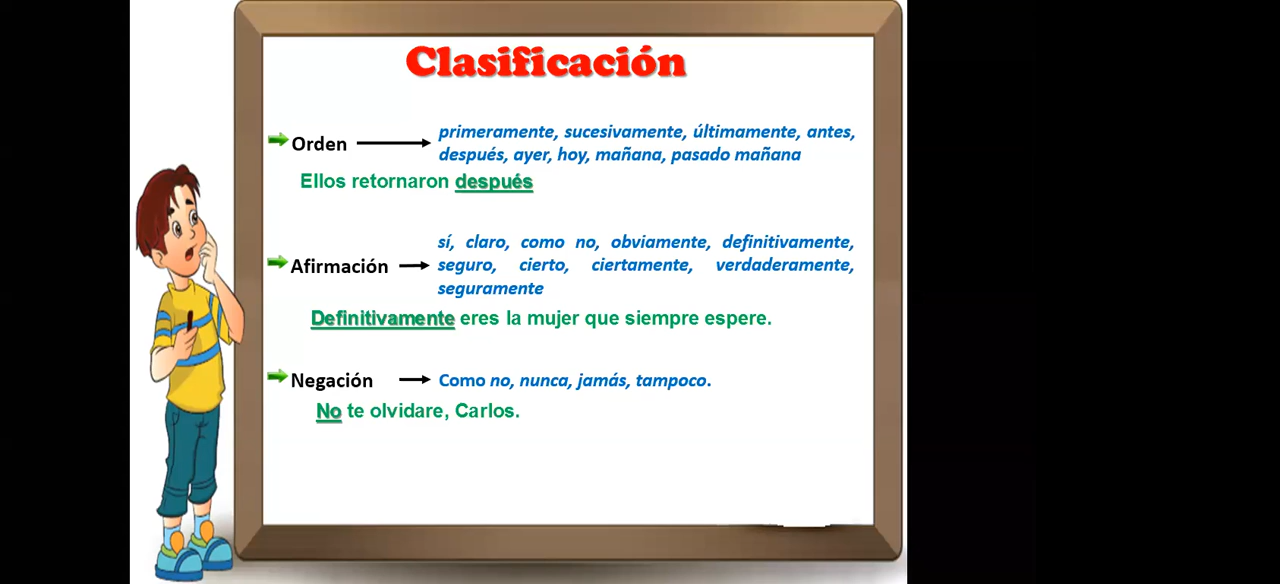 Clasificación
Orden primeramente, sucesivamente, últimamente, antes,
después, ayer, hoy, mañana, pasado mañana
Ellos retornaron después
sí, claro, como no, obviamente, definitivamente,
Afirmación seguro, cierto, ciertamente, verdaderamente,
seguramente
Definitivamente eres la mujer que siempre espere.
Negación Como no, nunca, jamás, tampoco.
No te olvidare, Carlos.